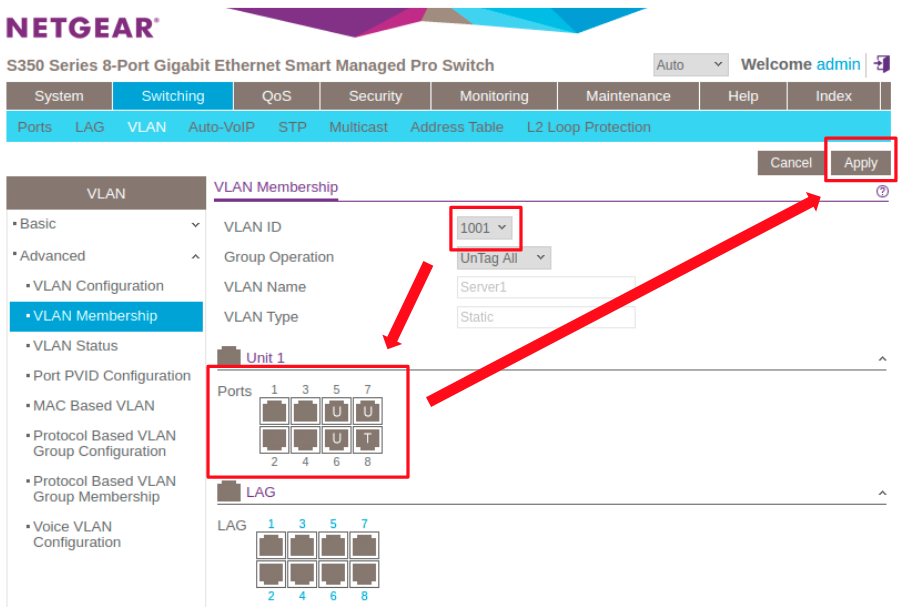 NETGEAR®
S350 Series 8-Port Gigabit Ethernet Smart Managed Pro Switch
Auto
Welcome admin
System Switching QoS Security Monitoring Maintenance Help Index
Ports LAG VLAN Auto-VoIP STP Multicast Address Table L2 Loop Protection
Cancel Apply
VLAN
Basic
Advanced
VLAN Configuration
VLAN Membership
VLAN Status
Port PVID Configuration
MAC Based VLAN
Protocol Based VLAN
Group Configuration
Protocol Based VLAN
Group Membership
Voice VLAN
Configuration
VLAN Membership
?
VLAN ID 1001
Group Operation UnTag All
VLAN Name Server1
VLAN Type Static
Unit 1
Ports 1 3 5 7
U U
U T
2 4 6 8
LAG
LAG 1 3 5 7
2 4 6 8